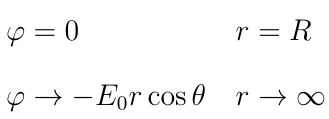 φ = 0 r = R
φ → −E₀r cos θ r → ∞